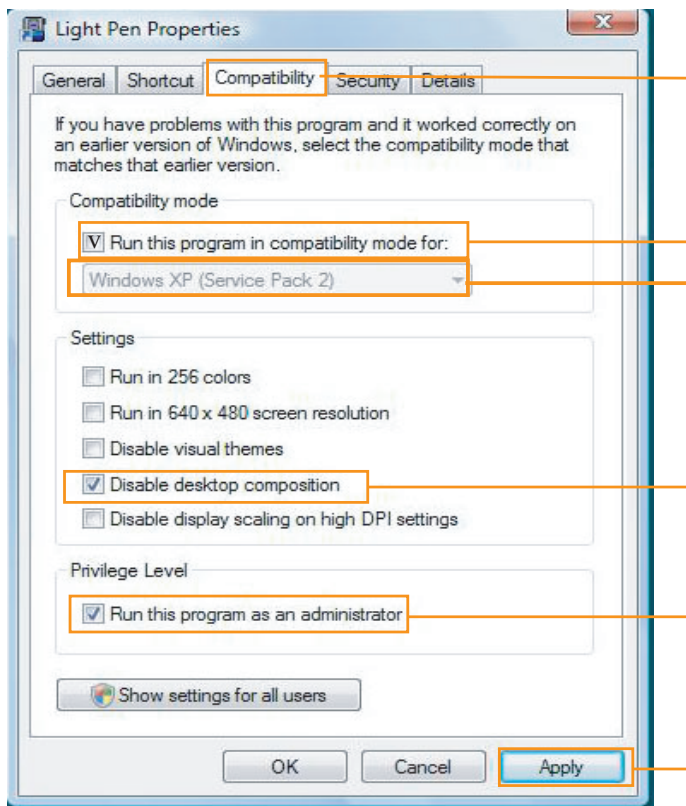 Light Pen Properties
General Shortcut Compatibility Security Details
If you have problems with this program and it worked correctly on
an earlier version of Windows, select the compatibility mode that
matches that earlier version.
Compatibility mode
V Run this program in compatibility mode for:
Windows XP (Service Pack 2)
Settings
Run in 256 colors
Run in 640 x 480 screen resolution
Disable visual themes
Disable desktop composition
Disable display scaling on high DPI settings
Privilege Level
Run this program as an administrator
Show settings for all users
OK Cancel Apply